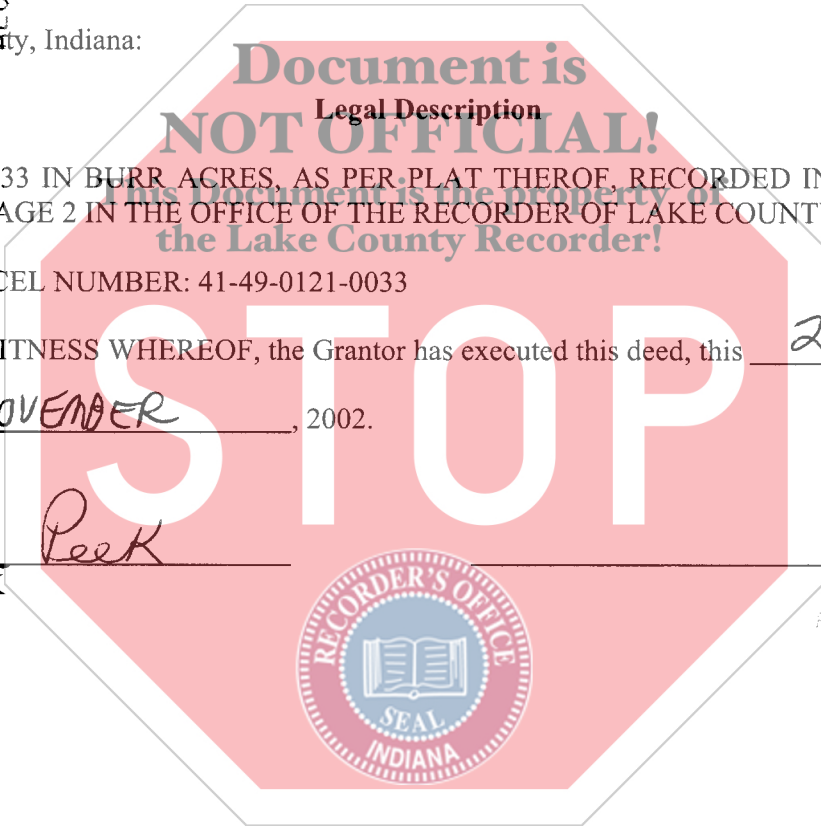 ty, Indiana:
Document is
Legal Description
NOT OFFICIAL!
33 IN BURR ACRES, AS PER PLAT THEROF, RECORDED IN
This Document is the property of
AGE 2 IN THE OFFICE OF THE RECORDER OF LAKE COUNTY
the Lake County Recorder!
CEL NUMBER: 41-49-0121-0033
ITNESS WHEREOF, the Grantor has executed this deed, this 2
OVEMBER, 2002.
STOP
Peek
RECORDER'S OFFICE
SEAL
INDIANA